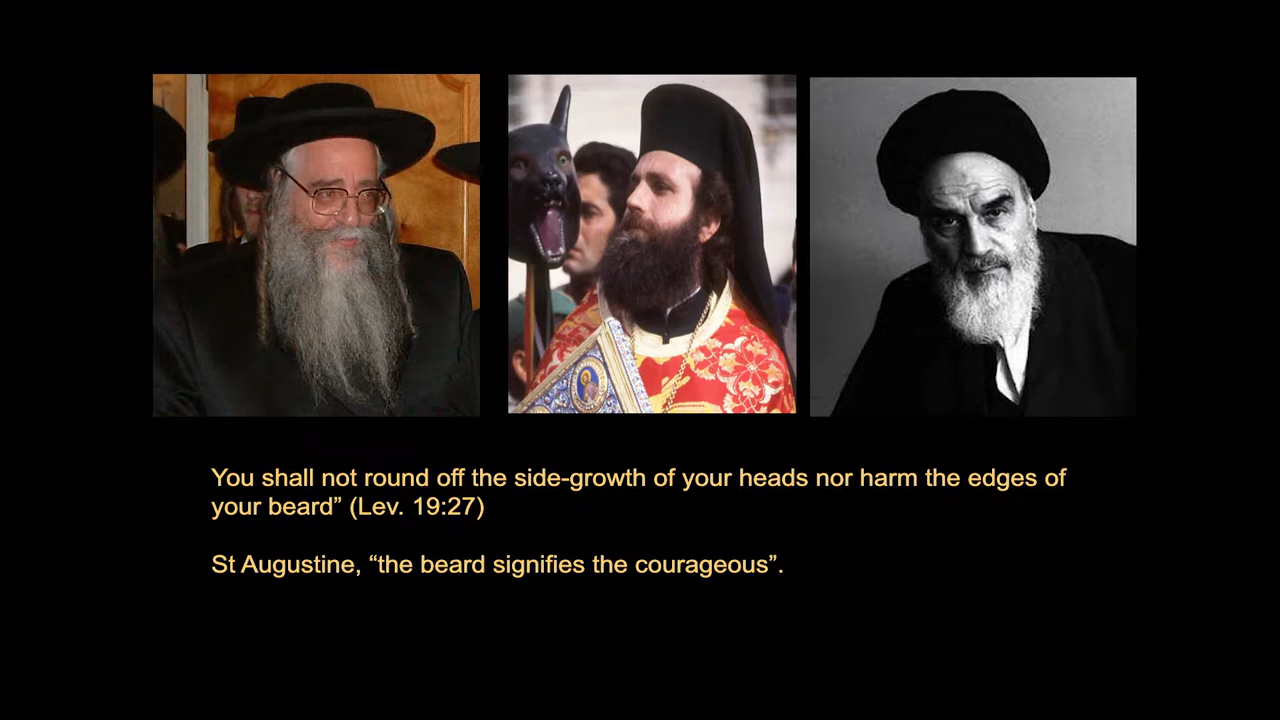 You shall not round off the side-growth of your heads nor harm the edges of
your beard” (Lev. 19:27)
St Augustine, “the beard signifies the courageous”.